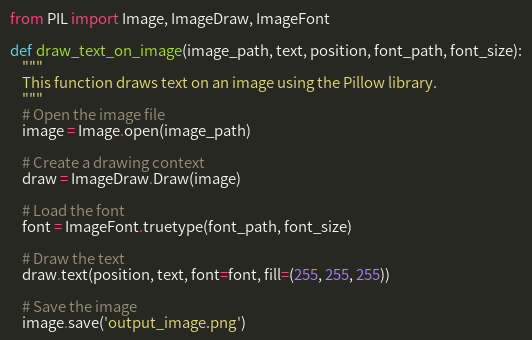 from PIL import Image, ImageDraw, ImageFont

def draw_text_on_image(image_path, text, position, font_path, font_size):
    """
    This function draws text on an image using the Pillow library.
    """
    # Open the image file
    image = Image.open(image_path)

    # Create a drawing context
    draw = ImageDraw.Draw(image)

    # Load the font
    font = ImageFont.truetype(font_path, font_size)

    # Draw the text
    draw.text(position, text, font=font, fill=(255, 255, 255))

    # Save the image
    image.save('output_image.png')